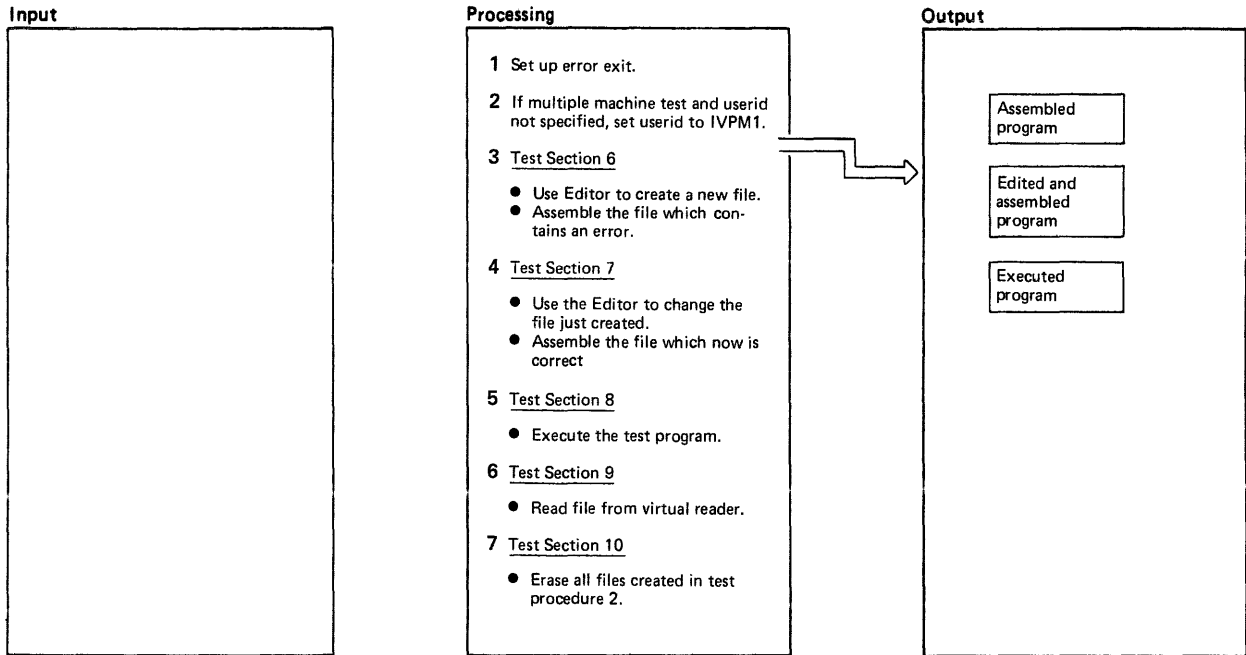 Input
Processing
1 Set up error exit.
2 If multiple machine test and userid
not specified, set userid to IVPM1.
3 Test Section 6
● Use Editor to create a new file.
● Assemble the file which con-
tains an error.
4 Test Section 7
● Use the Editor to change the
file just created.
● Assemble the file which now is
correct
5 Test Section 8
● Execute the test program.
6 Test Section 9
● Read file from virtual reader.
7 Test Section 10
● Erase all files created in test
procedure 2.
Output
Assembled
program
Edited and
assembled
program
Executed
program